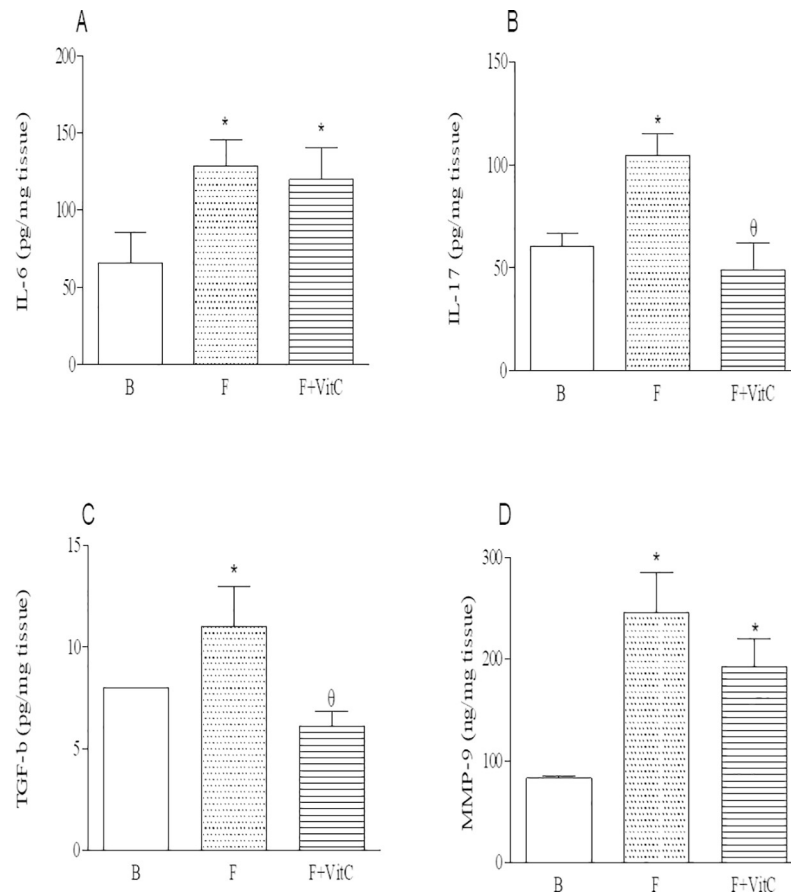 A
200
150
100
50
0
IL-6 (pg/mg tissue)
*
*
B
F
F+VitC
B
150
100
50
0
IL-17 (pg/mg tissue)
*
θ
B
F
F+VitC
C
15
10
5
0
TGF-b (pg/mg tissue)
*
θ
B
F
F+VitC
D
300
200
100
0
MMP-9 (ng/mg tissue)
*
*
B
F
F+VitC